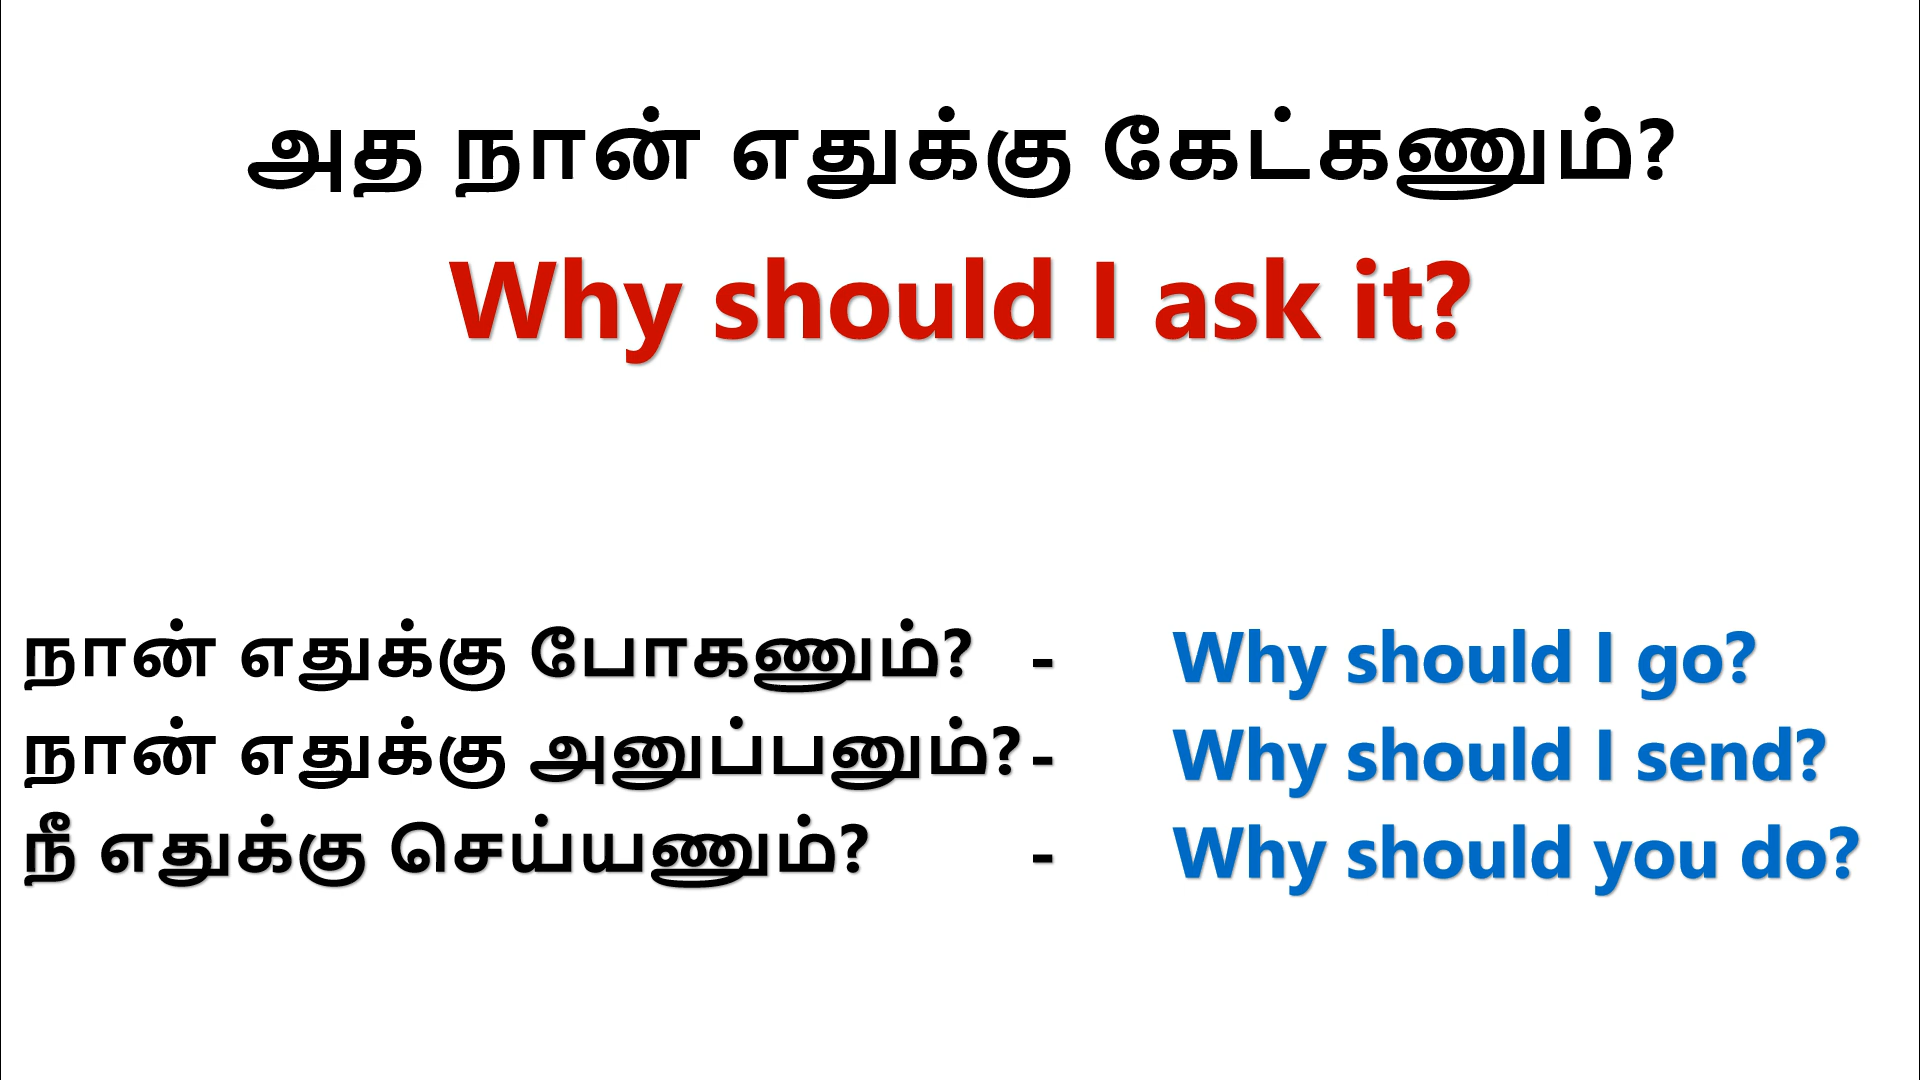 அத நான் எதுக்கு கேட்கணும்?
Why should I ask it?
நான் எதுக்கு போகணும்? - Why should I go?
நான் எதுக்கு அனுப்பனும்? - Why should I send?
நீ எதுக்கு செய்யணும்? - Why should you do?